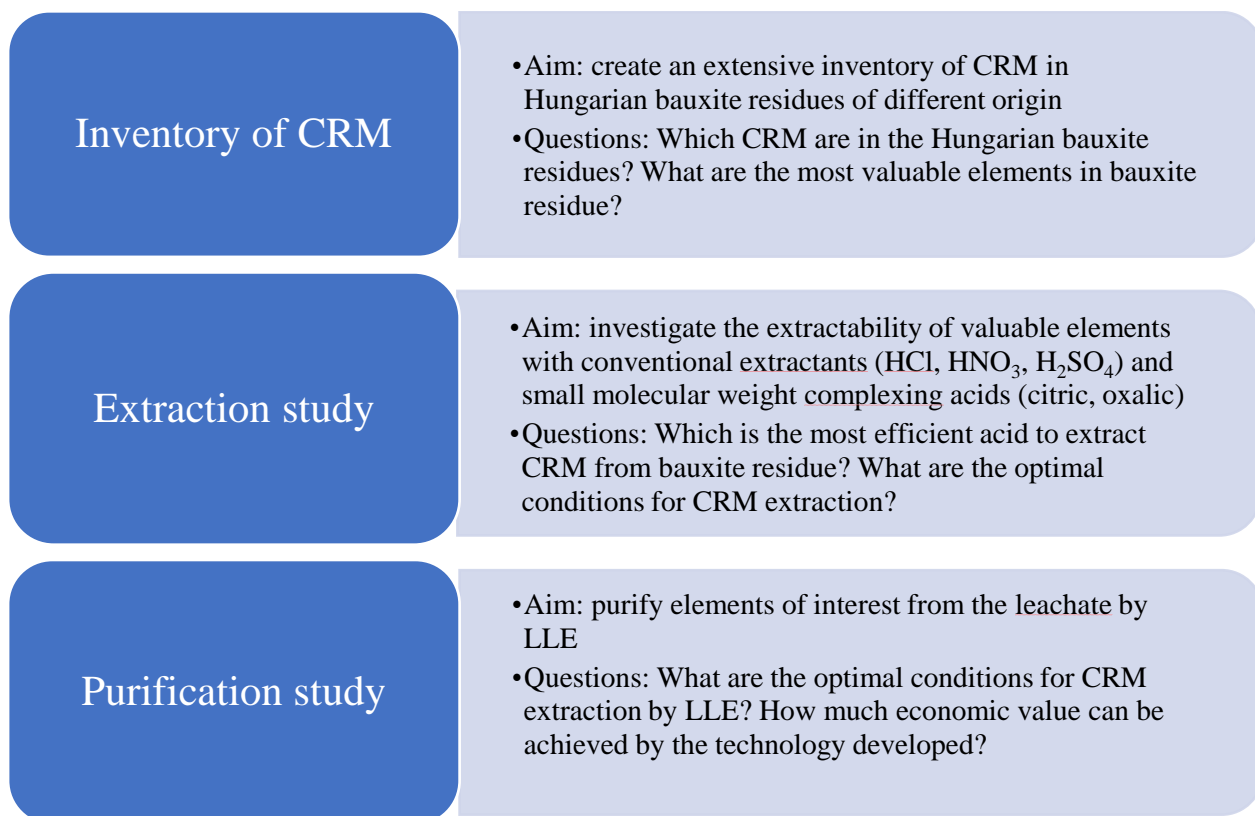 Inventory of CRM
•Aim: create an extensive inventory of CRM in
Hungarian bauxite residues of different origin
•Questions: Which CRM are in the Hungarian bauxite
residues? What are the most valuable elements in bauxite
residue?
Extraction study
•Aim: investigate the extractability of valuable elements
with conventional extractants (HCl, HNO₃, H₂SO₄) and
small molecular weight complexing acids (citric, oxalic)
•Questions: Which is the most efficient acid to extract
CRM from bauxite residue? What are the optimal
conditions for CRM extraction?
Purification study
•Aim: purify elements of interest from the leachate by
LLE
•Questions: What are the optimal conditions for CRM
extraction by LLE? How much economic value can be
achieved by the technology developed?